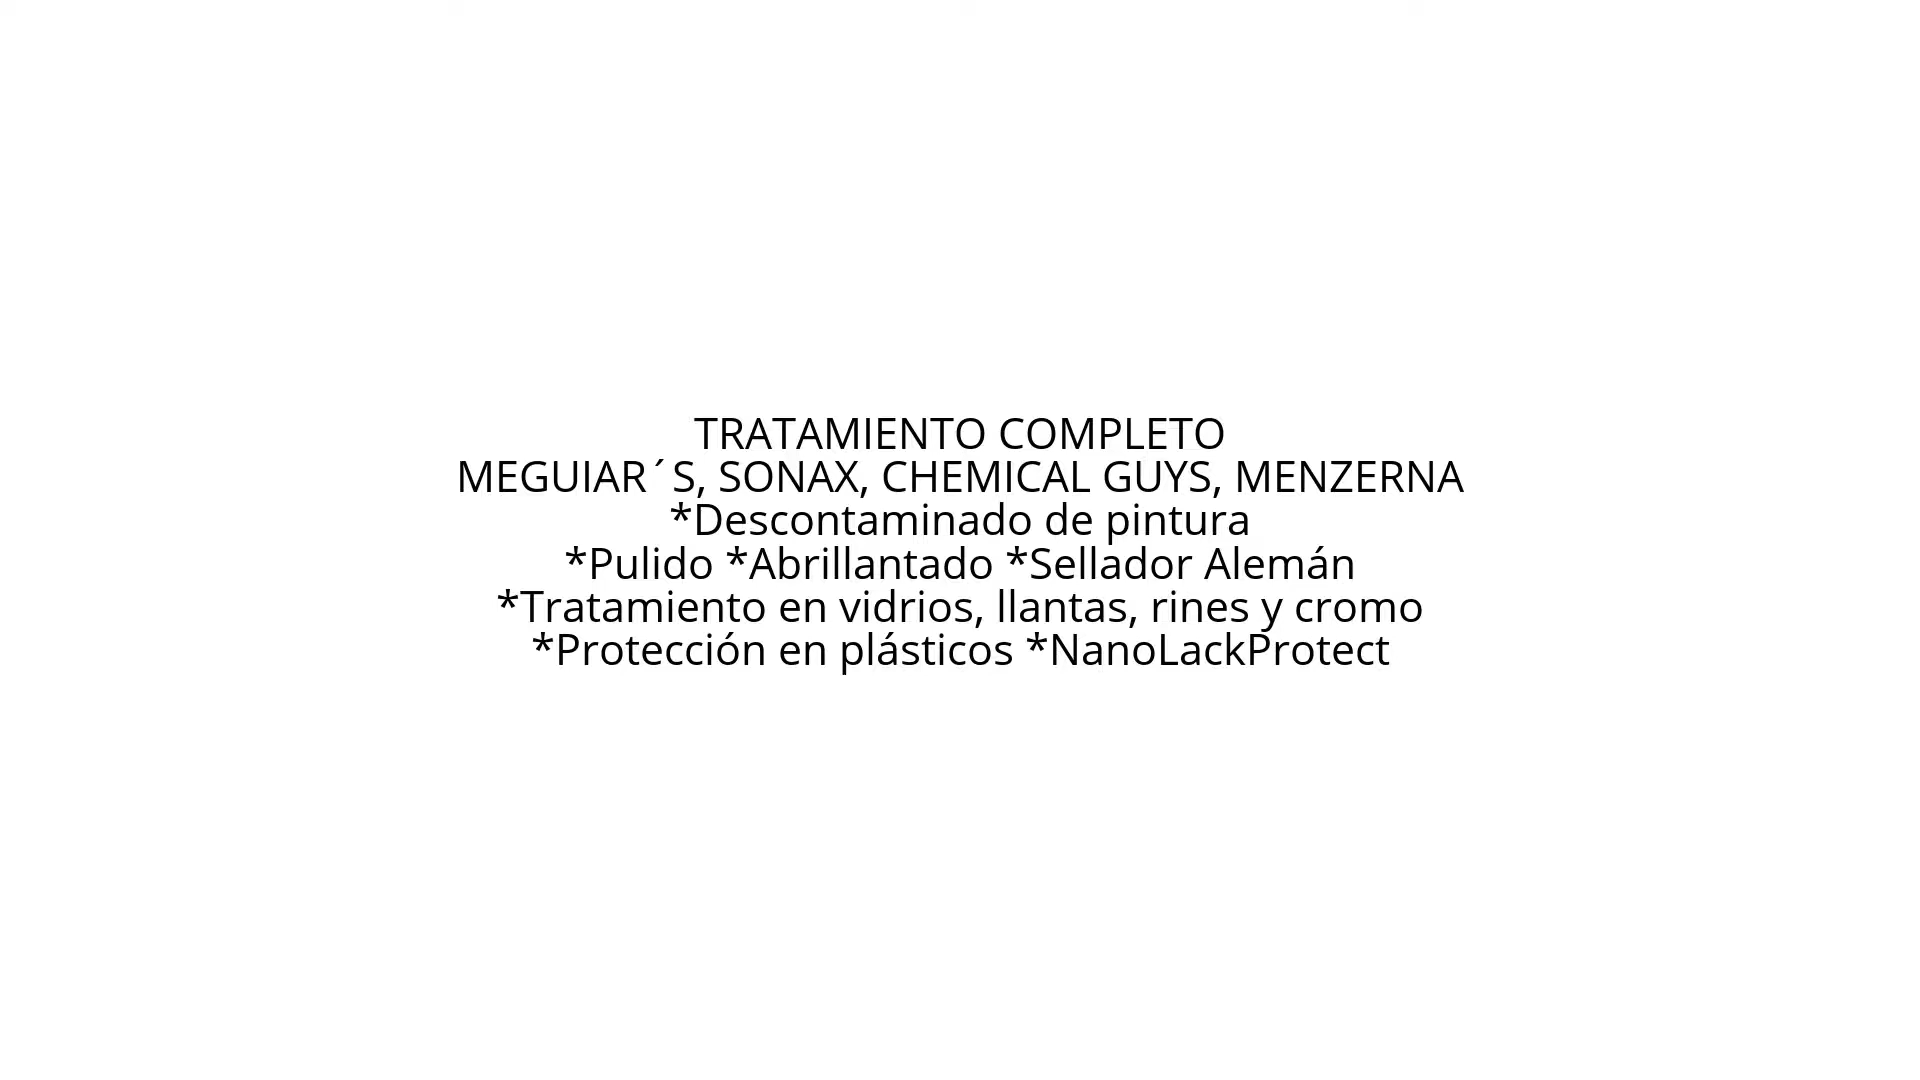 TRATAMIENTO COMPLETO
MEGUIAR´S, SONAX, CHEMICAL GUYS, MENZERNA
*Descontaminado de pintura
*Pulido *Abrillantado *Sellador Alemán
*Tratamiento en vidrios, llantas, rines y cromo
*Protección en plásticos *NanoLackProtect